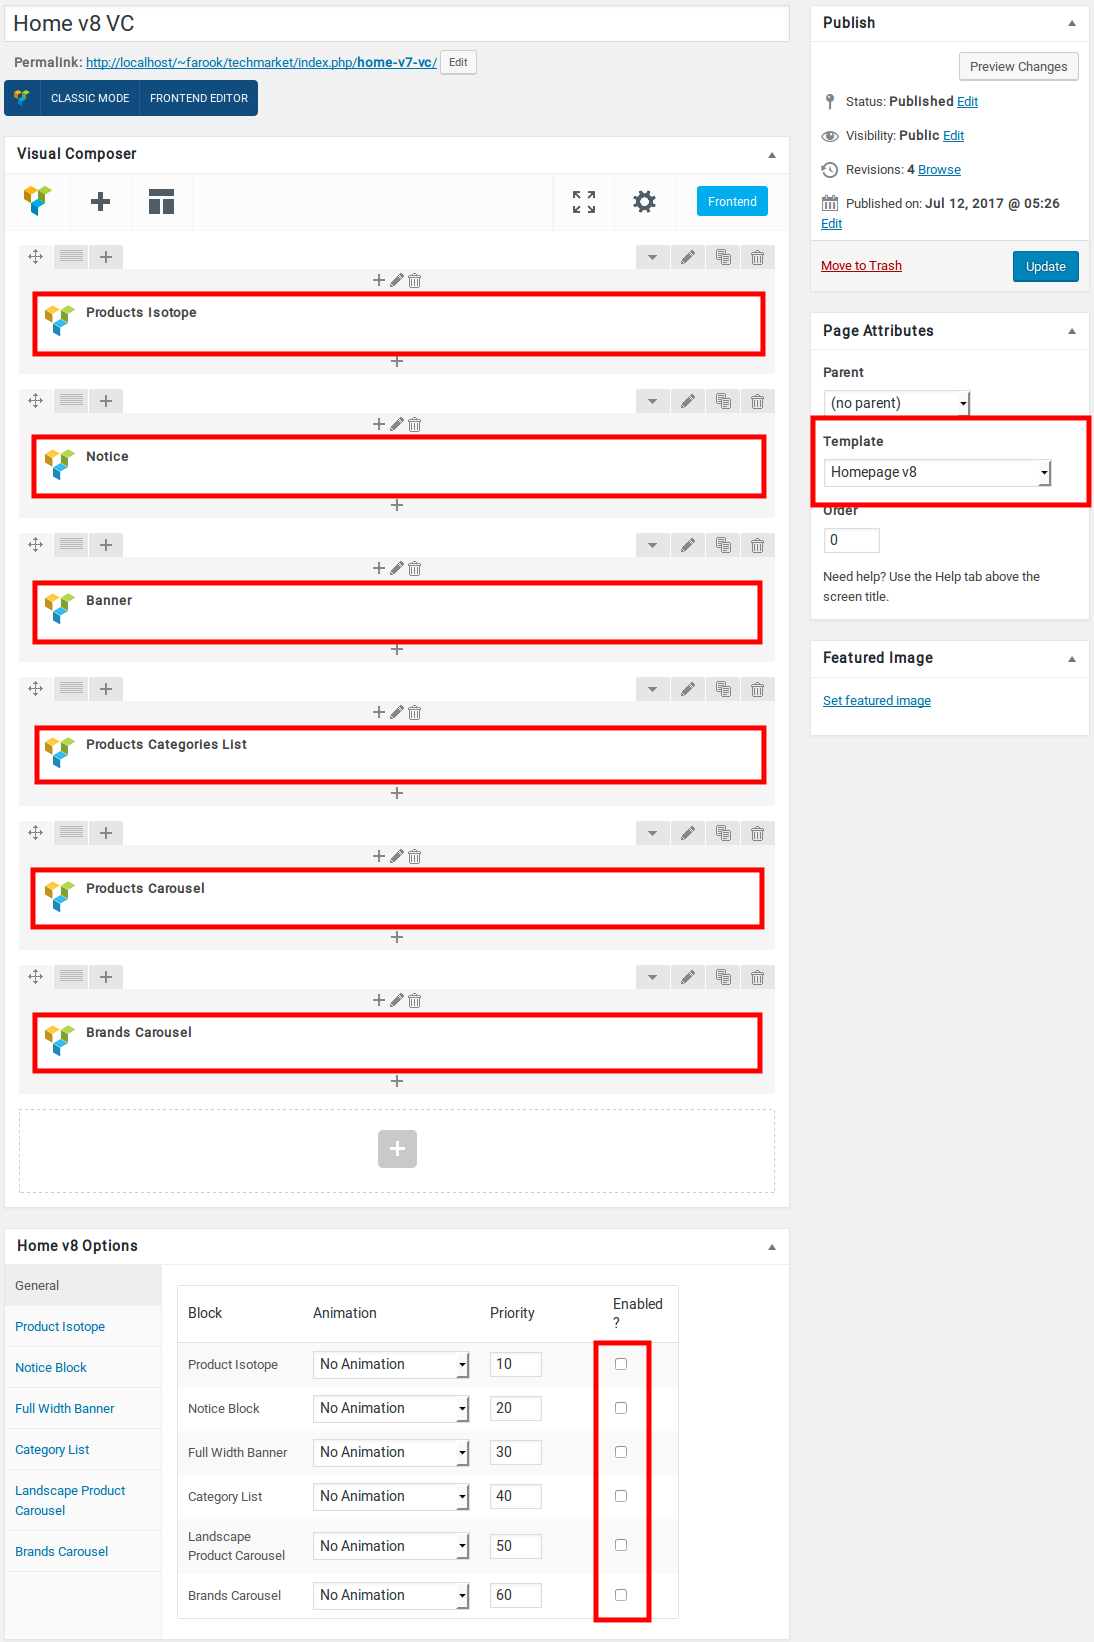 Home v8 VC
Permalink: http://localhost/~farook/techmarket/index.php/home-v7-vc/ Edit
CLASSIC MODE FRONTEND EDITOR
Visual Composer
Frontend
Products Isotope
Notice
Banner
Products Categories List
Products Carousel
Brands Carousel
Home v8 Options
General
Product Isotope
Notice Block
Full Width Banner
Category List
Landscape Product
Carousel
Brands Carousel
Block Animation Priority Enabled
?
Product Isotope No Animation 10
Notice Block No Animation 20
Full Width Banner No Animation 30
Category List No Animation 40
Landscape
Product Carousel No Animation 50
Brands Carousel No Animation 60
Publish
Preview Changes
Status: Published Edit
Visibility: Public Edit
Revisions: 4 Browse
Published on: Jul 12, 2017 @ 05:26
Edit
Move to Trash Update
Page Attributes
Parent
(no parent)
Template
Homepage v8
Order
0
Need help? Use the Help tab above the
screen title.
Featured Image
Set featured image